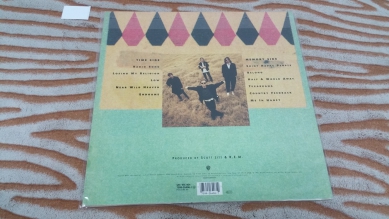 TIME SIDE
RADIO SONG
LOSING MY RELIGION
LOW
NEAR WILD HEAVEN
ENDGAME
MEMORY SIDE
SHINY HAPPY PEOPLE
BELONG
HALF A WORLD AWAY
TEXARKANA
COUNTRY FEEDBACK
ME IN HONEY
PRODUCED BY SCOTT LITT & R.E.M.